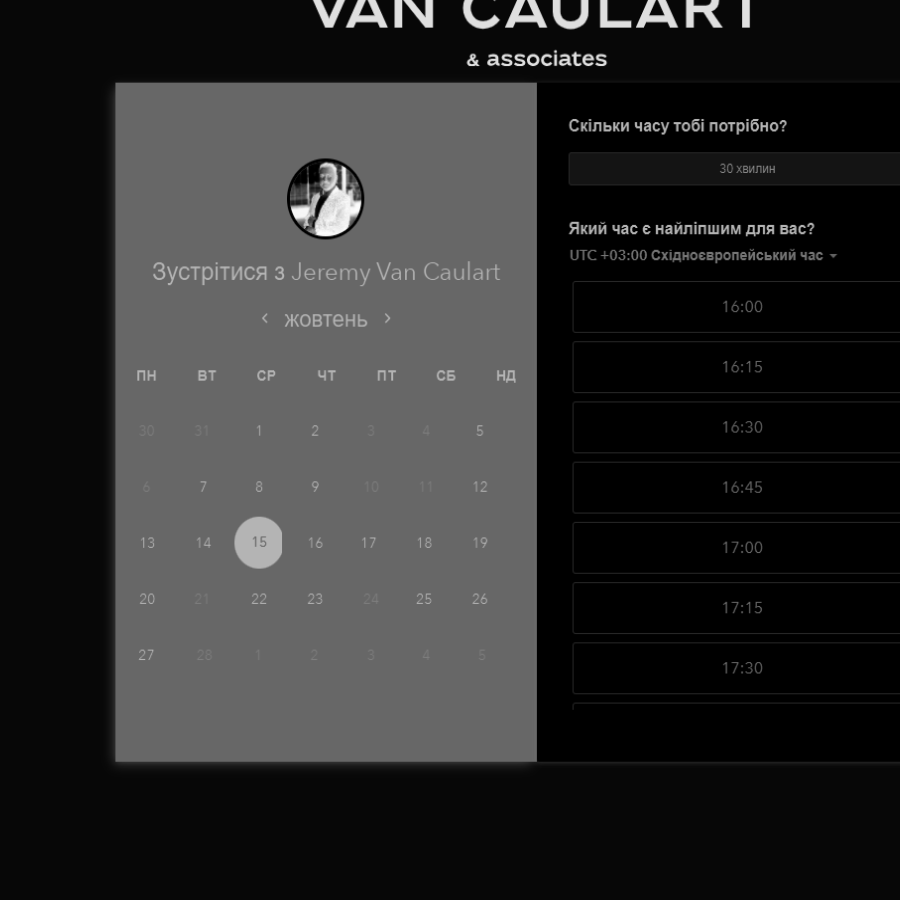 VAN CAULART
& associates
Зустрітися з Jeremy Van Caulart
жовтень
ПН ВТ СР ЧТ ПТ СБ НД
30 31 1 2 3 4 5
6 7 8 9 10 11 12
13 14 15 16 17 18 19
20 21 22 23 24 25 26
27 28 1 2 3 4 5
Скільки часу тобі потрібно?
30 хвилин
Який час є найліпшим для вас?
UTC +03:00 Східноєвропейський час
16:00
16:15
16:30
16:45
17:00
17:15
17:30